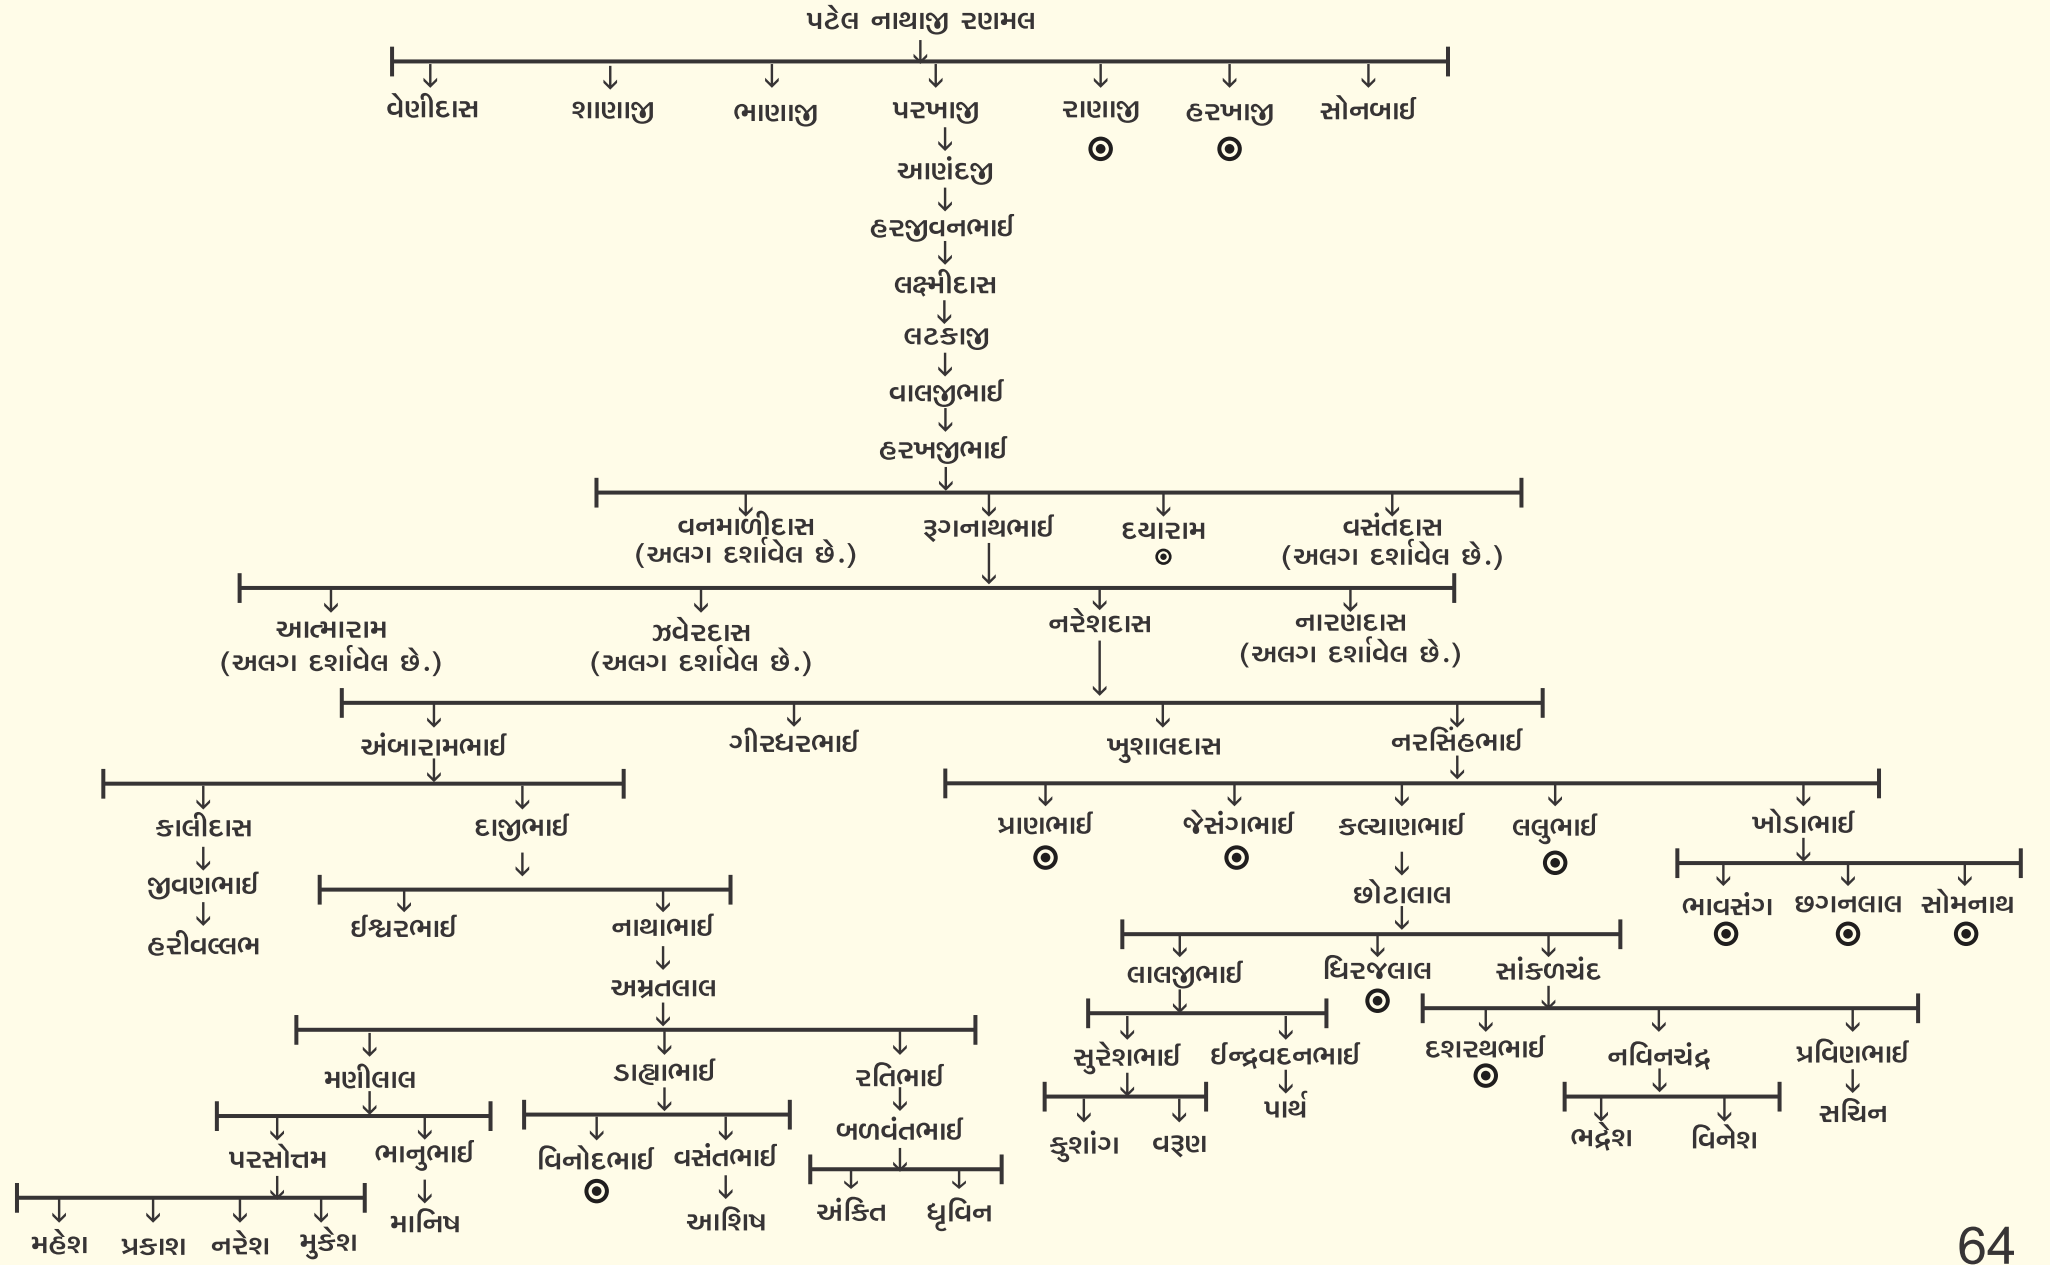 પટેલ નાથાજી રણમલ
વેણીદાસ શાણાજી ભાણાજી પરખાજી રાણાજી હરખાજી સોનબાઈ
આણંદજી
હરજીવનભાઈ
લક્ષ્મીદાસ
લટકાજી
વાલજીભાઈ
હરખજીભાઈ
વનમાળીદાસ રૂગનાથભાઈ દયારામ વસંતદાસ
(અલગ દર્શાવેલ છે.) (અલગ દર્શાવેલ છે.)
આત્મારામ ઝવેરદાસ નરેશદાસ નારણદાસ
(અલગ દર્શાવેલ છે.) (અલગ દર્શાવેલ છે.) (અલગ દર્શાવેલ છે.)
અંબારામભાઈ ગીરધરભાઈ ખુશાલદાસ નરસિંહભાઈ
કાલીદાસ દાજીભાઈ પ્રાણભાઈ જેસંગભાઈ કલ્યાણભાઈ લલુભાઈ ખોડાભાઈ
જીવણભાઈ છોટાલાલ ભાવસંગ છગનલાલ સોમનાથ
ઈશ્વરભાઈ નાથાભાઈ
હરીવલ્લભ લાલજીભાઈ ધિરજલાલ સાંકળચંદ
અમ્રતલાલ
સુરેશભાઈ ઈન્દ્રવદનભાઈ દશરથભાઈ નવિનચંદ્ર પ્રવિણભાઈ
મણીલાલ ડાહ્યાભાઈ રતિભાઈ પાર્થ સચિન
બળવંતભાઈ કુશાંગ વરૂણ ભદ્રેશ વિનેશ
પરસોત્તમ ભાનુભાઈ વિનોદભાઈ વસંતભાઈ
માનિષ આશિષ અંકિત ધૃવિન
મહેશ પ્રકાશ નરેશ મુકેશ
64